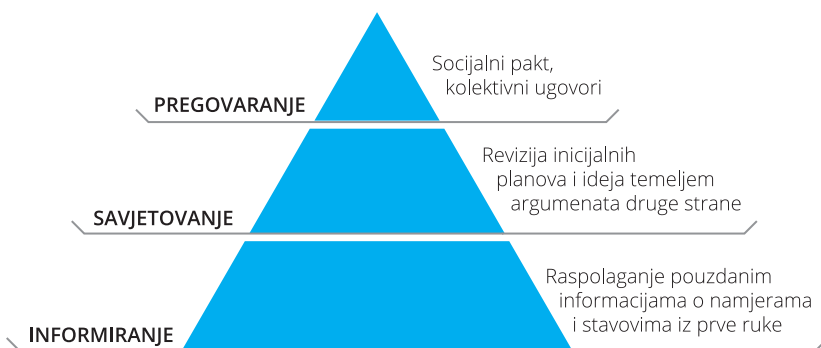 Socijalni pakt,
kolektivni ugovori
PREGOVARANJE
Revizija inicijalnih
planova i ideja temeljem
argumenata druge strane
SAVJETOVANJE
Raspolaganje pouzdanim
informacijama o namjerama
i stavovima iz prve ruke
INFORMIRANJE